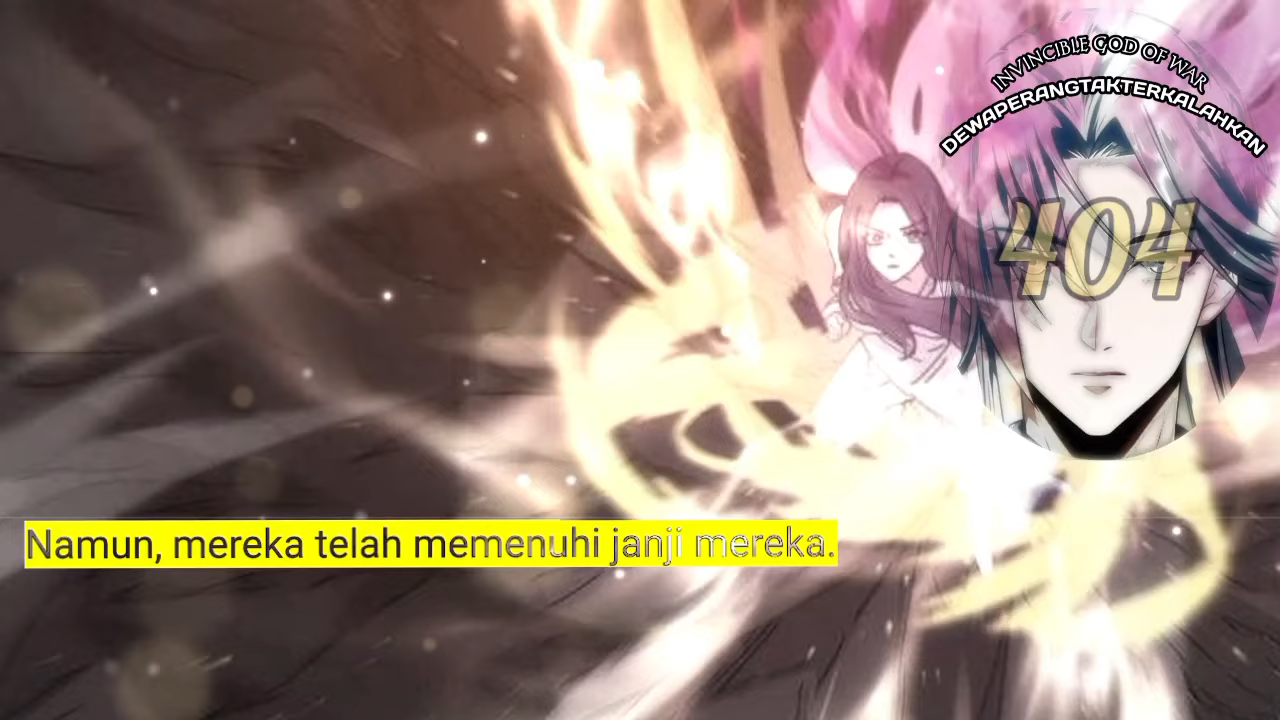 INVINCIBLE GOD OF WAR
DEWAPERANGTAKTERKALAHKAN
404
Namun, mereka telah memenuhi janji mereka.